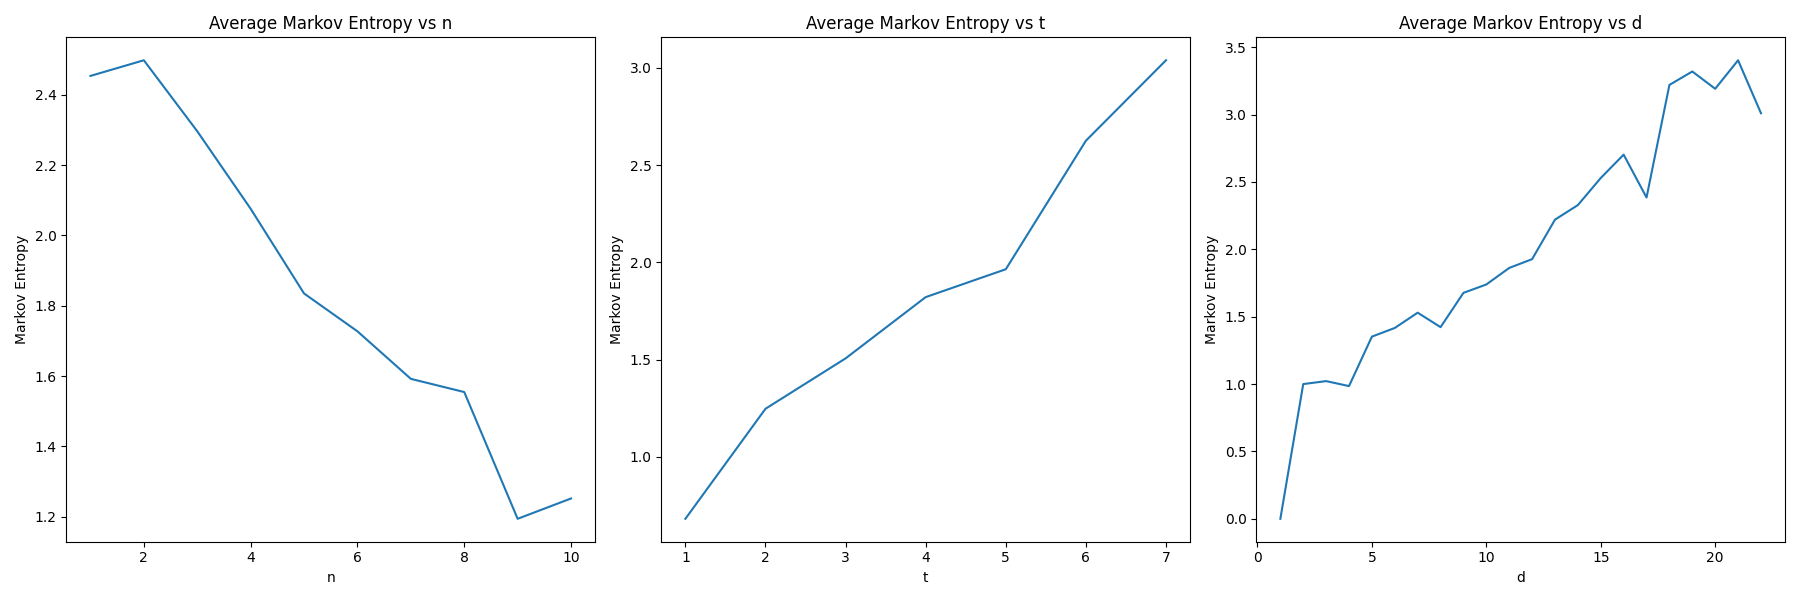 Average Markov Entropy vs n
2.4
2.2
2.0
1.8
1.6
1.4
1.2
Markov Entropy
2 4 6 8 10
n
Average Markov Entropy vs t
3.0
2.5
2.0
1.5
1.0
Markov Entropy
1 2 3 4 5 6 7
t
Average Markov Entropy vs d
3.5
3.0
2.5
2.0
1.5
1.0
0.5
0.0
Markov Entropy
0 5 10 15 20
d